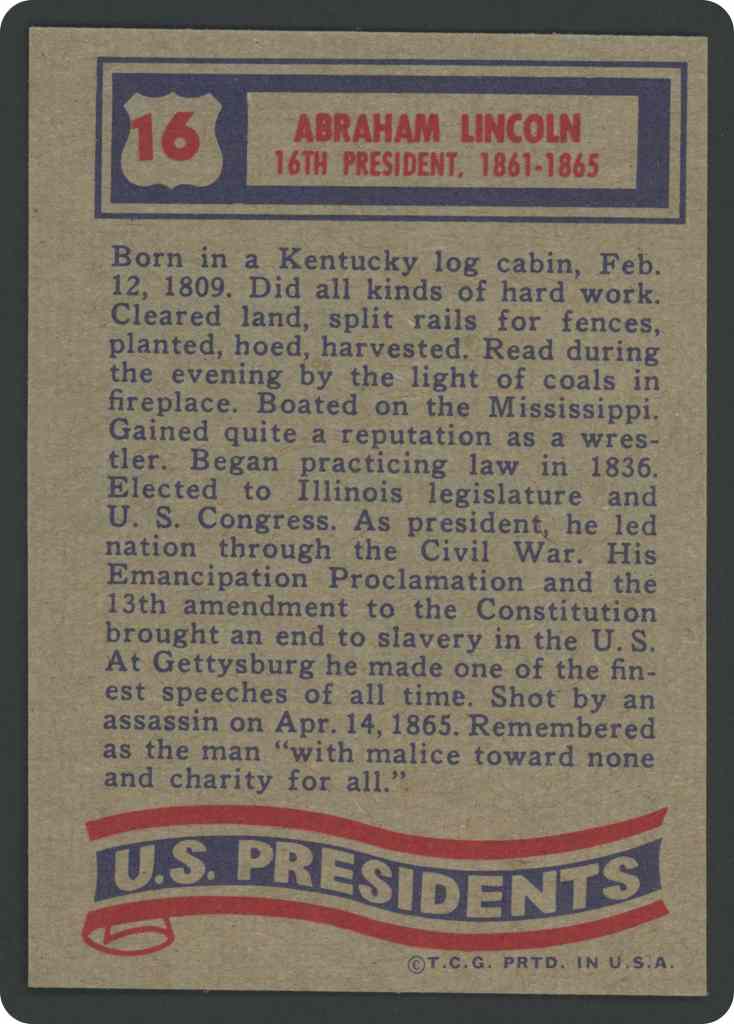 16
ABRAHAM LINCOLN
16TH PRESIDENT, 1861-1865
Born in a Kentucky log cabin, Feb.
12, 1809. Did all kinds of hard work.
Cleared land, split rails for fences,
planted, hoed, harvested. Read during
the evening by the light of coals in
fireplace. Boated on the Mississippi.
Gained quite a reputation as a wres-
tler. Began practicing law in 1836.
Elected to Illinois legislature and
U. S. Congress. As president, he led
nation through the Civil War. His
Emancipation Proclamation and the
13th amendment to the Constitution
brought an end to slavery in the U. S.
At Gettysburg he made one of the fin-
est speeches of all time. Shot by an
assassin on Apr. 14, 1865. Remembered
as the man “with malice toward none
and charity for all.”
U.S. PRESIDENTS
©T.C.G. PRTD. IN U.S.A.